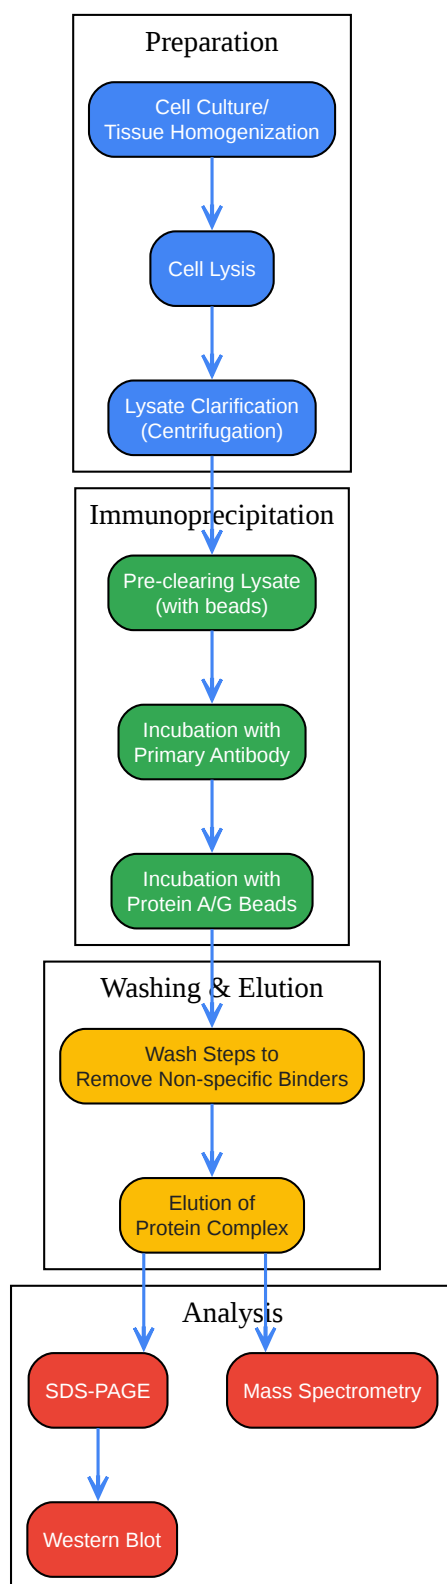 Preparation
Cell Culture/
Tissue Homogenization
Cell Lysis
Lysate Clarification
(Centrifugation)
Immunoprecipitation
Pre-clearing Lysate
(with beads)
Incubation with
Primary Antibody
Incubation with
Protein A/G Beads
Washing & Elution
Wash Steps to
Remove Non-specific Binders
Elution of
Protein Complex
Analysis
SDS-PAGE
Mass Spectrometry
Western Blot